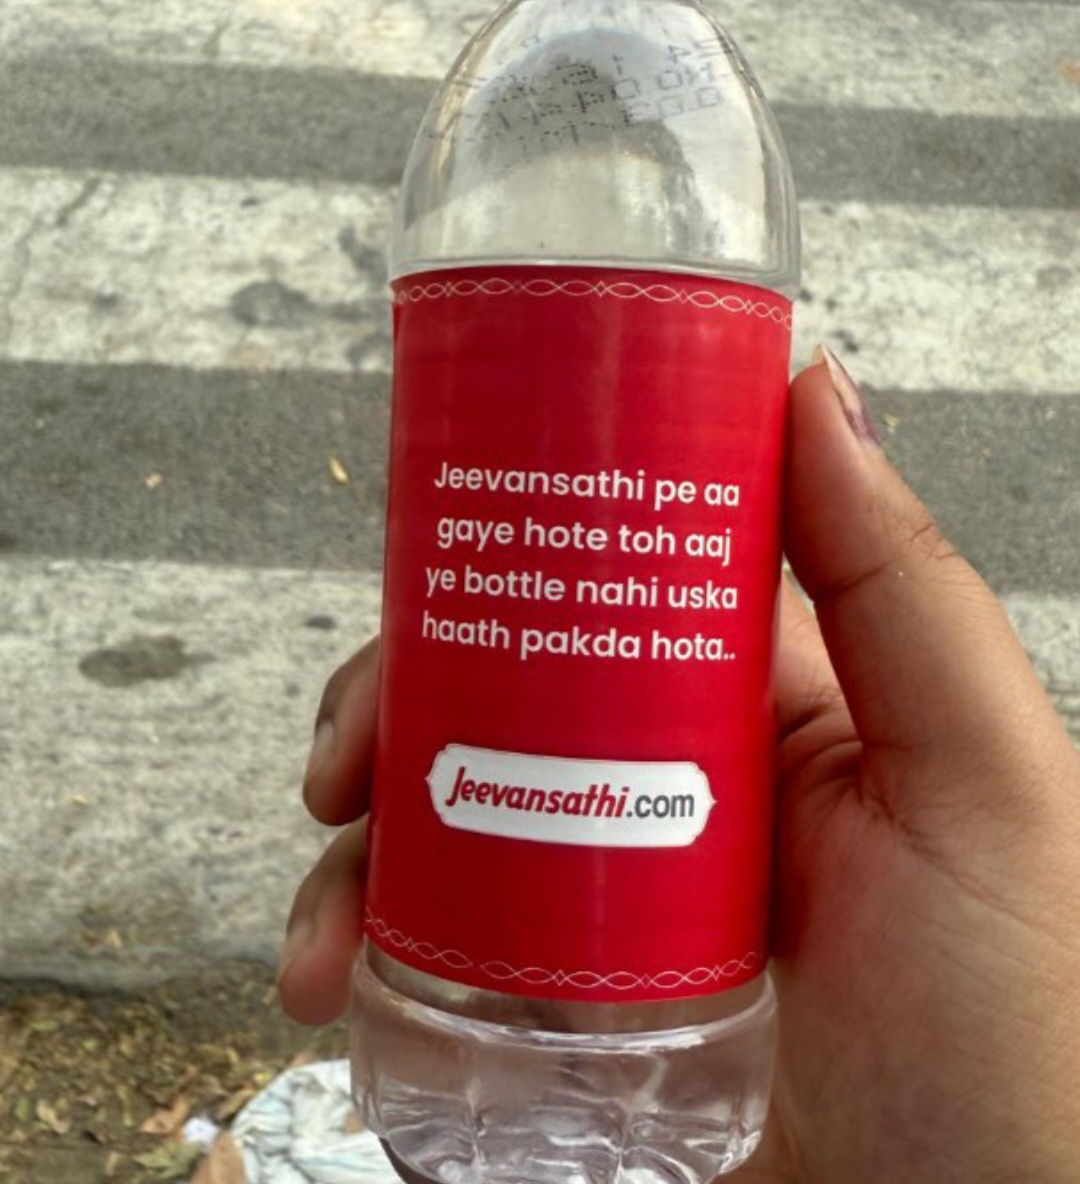 Jeevansathi pe aa
gaye hote toh aaj
ye bottle nahi uska
haath pakda hota..
Jeevansathi.com